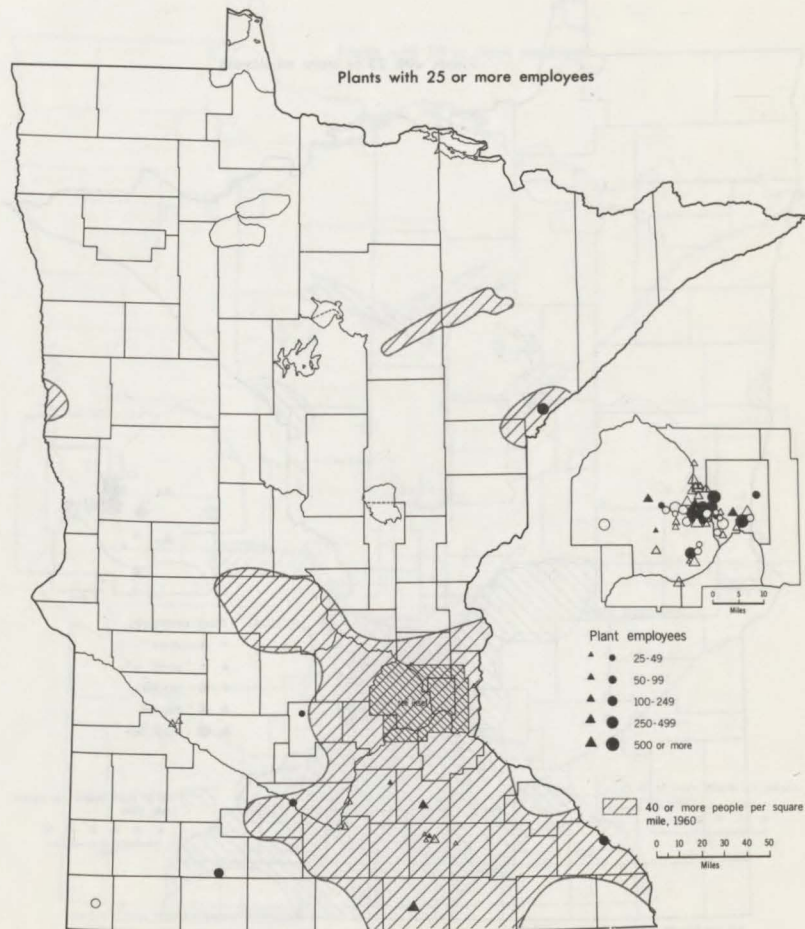 Plants with 25 or more employees
see inset
0 5 10
Miles
Plant employees
25-49
50-99
100-249
250-499
500 or more
40 or more people per square
mile, 1960
0 10 20 30 40 50
Miles